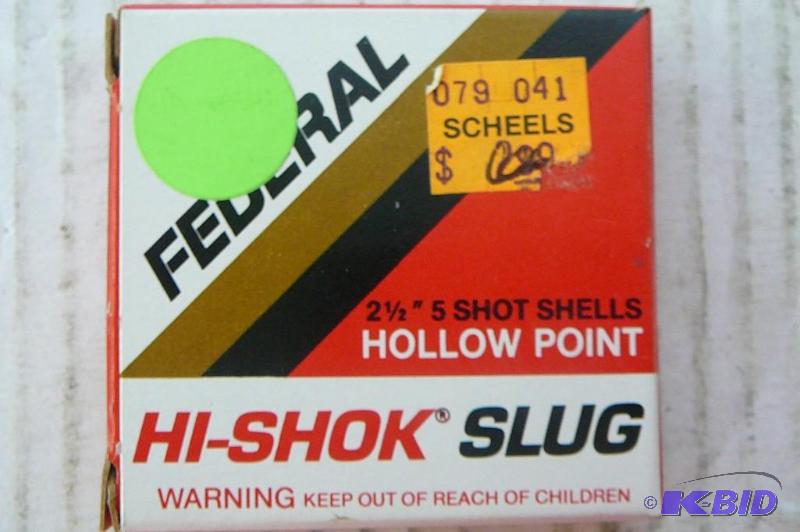 FEDERAL
079 041
SCHEELS
$
2½" 5 SHOT SHELLS
HOLLOW POINT
HI-SHOK® SLUG
WARNING KEEP OUT OF REACH OF CHILDREN
© K-BID